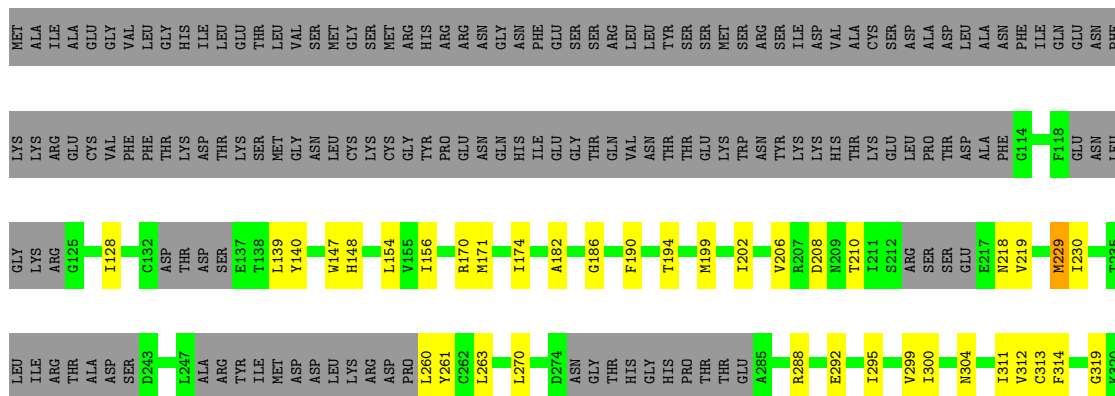 MET ALA ILE ALA GLU GLY VAL LEU GLY HIS ILE LEU GLU THR LEU VAL SER MET GLY SER MET ARG HIS ARG ARG ASN GLY ASN PHE GLU SER SER ARG LEU LEU TYR SER SER MET SER ARG SER ILE ASP VAL ALA CYS SER ASP ALA ASP LEU ALA ASN PHE ILE GLN GLU ASN PHE
LYS LYS ARG GLU CYS VAL PHE PHE THR LYS ASP THR LYS SER MET GLY ASN LEU CYS LYS CYS GLY TYR PRO GLU ASN GLN HIS ILE GLU GLY THR GLN VAL ASN THR THR GLU LYS TRP ASN TYR LYS LYS HIS THR LYS GLU LEU PRO THR ASP ALA PHE G114 F118 GLU ASN LEU
GLY LYS ARG G125 I128 C132 ASP THR ASP SER E137 T138 L139 Y140 W147 H148 L154 V155 I156 R170 M171 I174 A182 G186 F190 T194 M199 I202 V206 R207 D208 N209 T210 I211 S212 ARG SER SER GLU E217 N218 V219 M229 I230 T235
LEU ILE ARG THR ALA ASP SER D243 L247 ALA ARG TYR ILE MET ASP ASP LEU LYS ARG ASP PRO L260 Y261 C262 L263 L270 D274 ASN GLY THR HIS GLY HIS PRO THR THR GLU A285 R288 E292 I295 V299 I300 N304 I311 V312 C313 F314 G319 K320